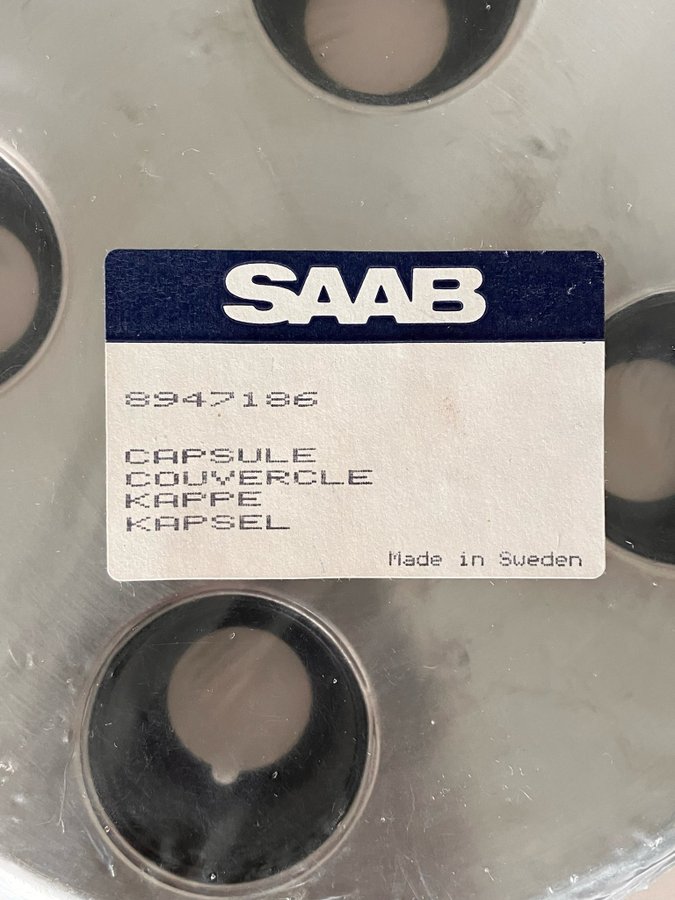 SAAB
8947186
CAPSULE
COUVERCLE
KAPPE
KAPSEL
Made in Sweden